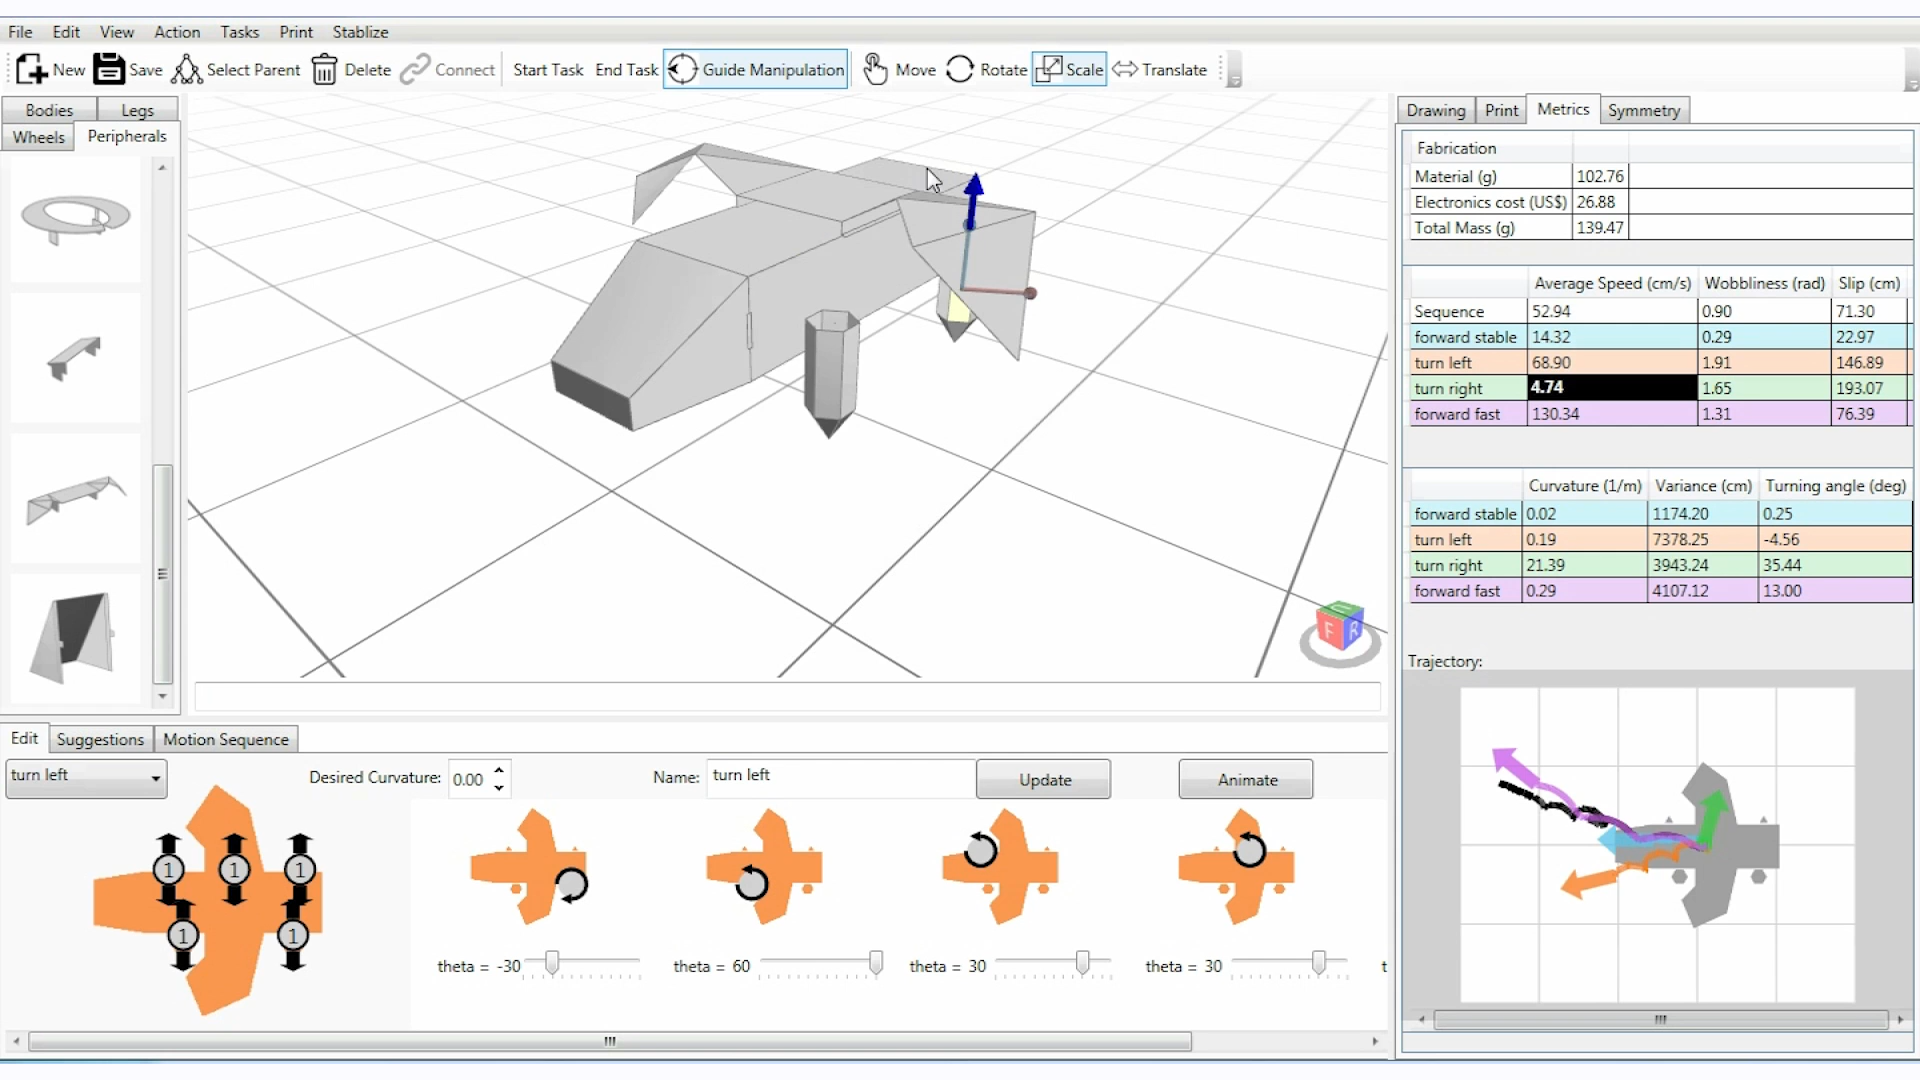 File Edit View Action Tasks Print Stablize
New Save Select Parent Delete Connect Start Task End Task Guide Manipulation Move Rotate Scale Translate
Bodies Legs
Wheels Peripherals
Drawing Print Metrics Symmetry
Fabrication
Material (g) 102.76
Electronics cost (US$) 26.88
Total Mass (g) 139.47
Average Speed (cm/s) Wobbliness (rad) Slip (cm)
Sequence 52.94 0.90 71.30
forward stable 14.32 0.29 22.97
turn left 68.90 1.91 146.89
turn right 4.74 1.65 193.07
forward fast 130.34 1.31 76.39
Curvature (1/m) Variance (cm) Turning angle (deg)
forward stable 0.02 1174.20 0.25
turn left 0.19 7378.25 -4.56
turn right 21.39 3943.24 35.44
forward fast 0.29 4107.12 13.00
Trajectory:
F R
Edit Suggestions Motion Sequence
turn left Desired Curvature: 0.00 Name: turn left Update Animate
1 1 1
1 1
theta = -30 theta = 60 theta = 30 theta = 30 t